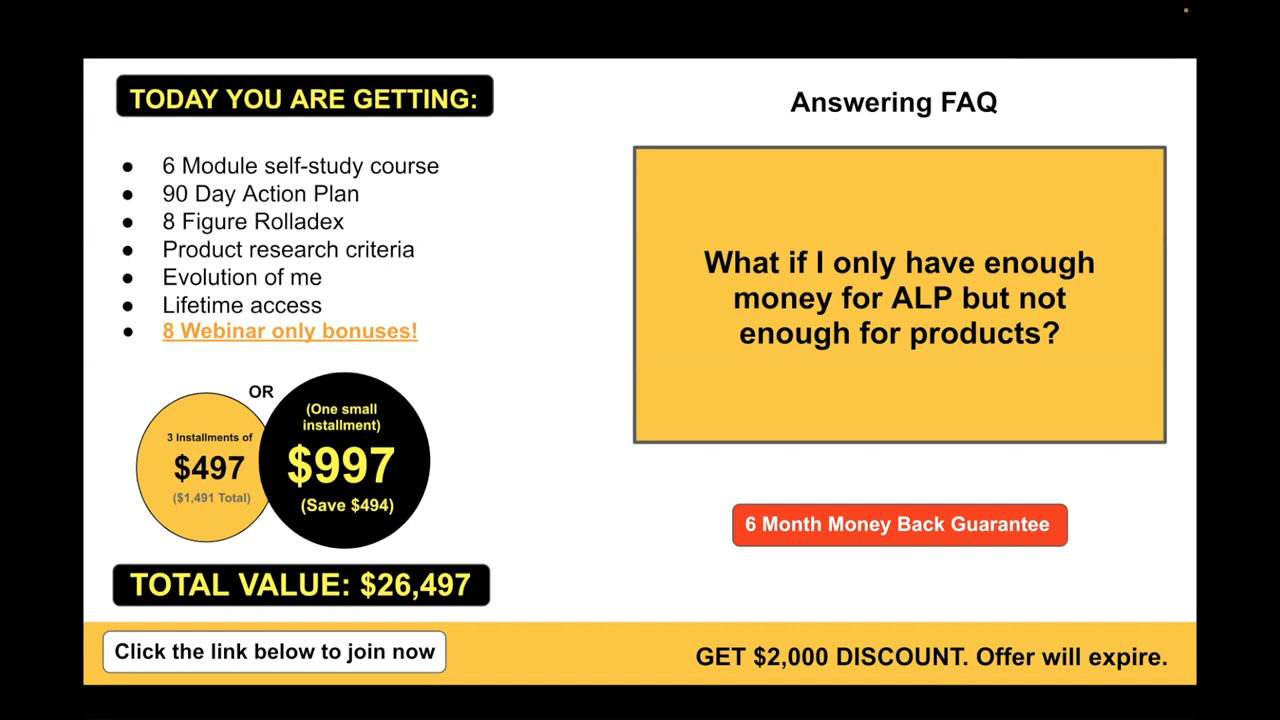 TODAY YOU ARE GETTING:
● 6 Module self-study course
● 90 Day Action Plan
● 8 Figure Rolladex
● Product research criteria
● Evolution of me
● Lifetime access
● 8 Webinar only bonuses!
OR
3 Installments of
$497
($1,491 Total)
(One small
installment)
$997
(Save $494)
TOTAL VALUE: $26,497
Answering FAQ
What if I only have enough
money for ALP but not
enough for products?
6 Month Money Back Guarantee
Click the link below to join now
GET $2,000 DISCOUNT. Offer will expire.